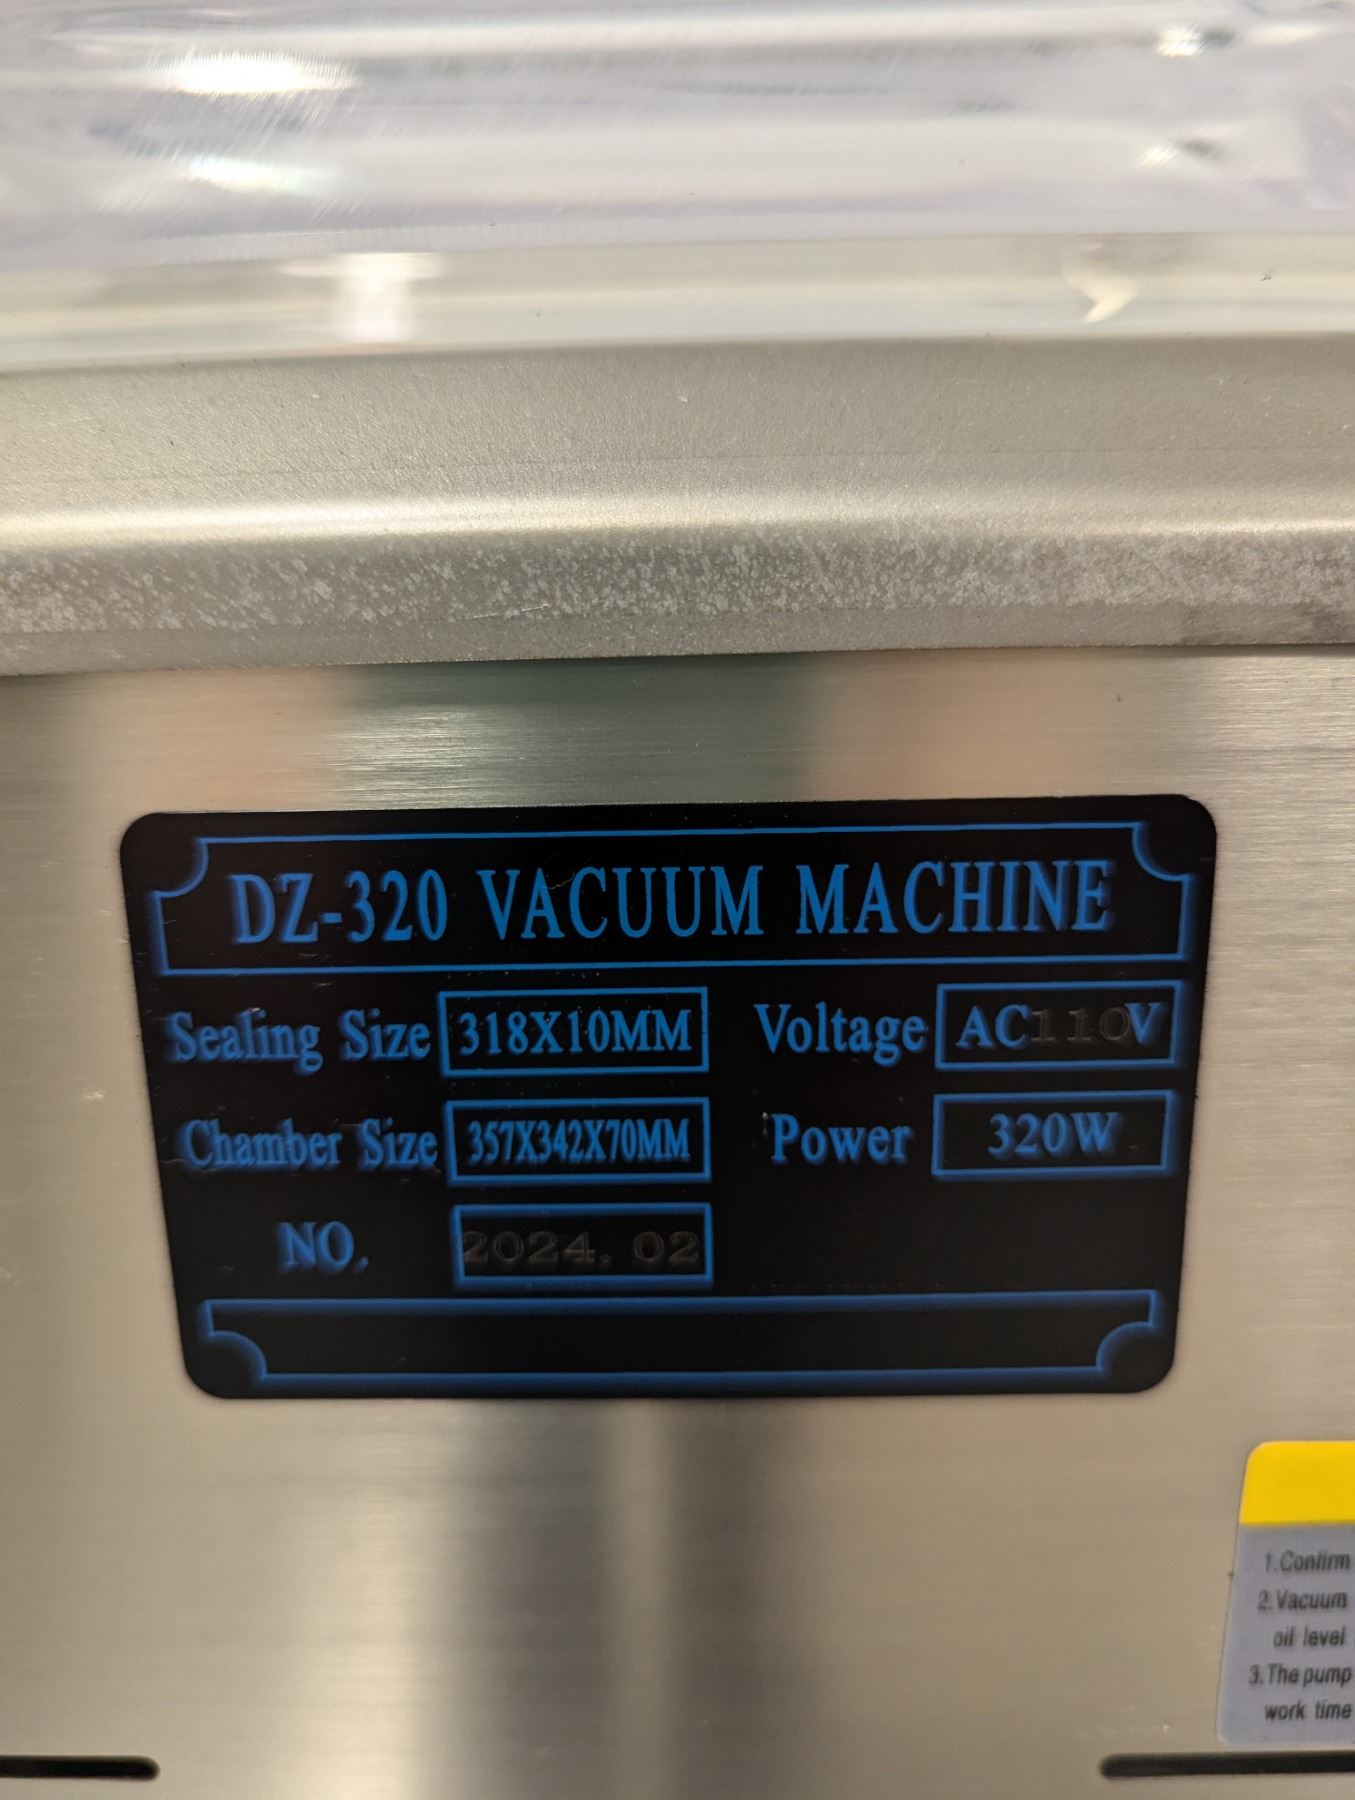 DZ-320 VACUUM MACHINE
Sealing Size 318X10MM Voltage AC110V
Chamber Size 357X342X70MM Power 320W
NO. 2024.02
1.Confirm
2.Vacuum
oil level
3.The pump
work time